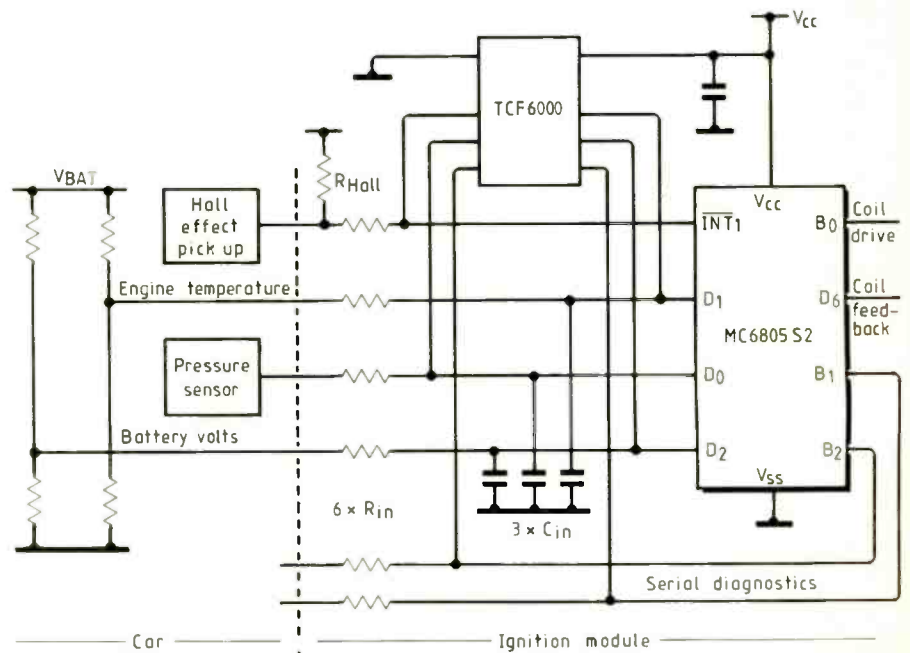 Vcc
TCF6000
RHall
VBAT
Hall
effect
pick up
Vcc
INT1
B0
Coil
drive
Engine temperature
D1
D6
Coil
feed-
back
MC6805 S2
Pressure
sensor
D0
B1
Battery volts
D2
B2
Vss
6 × Rin
3 × Cin
Serial diagnostics
Car
Ignition module